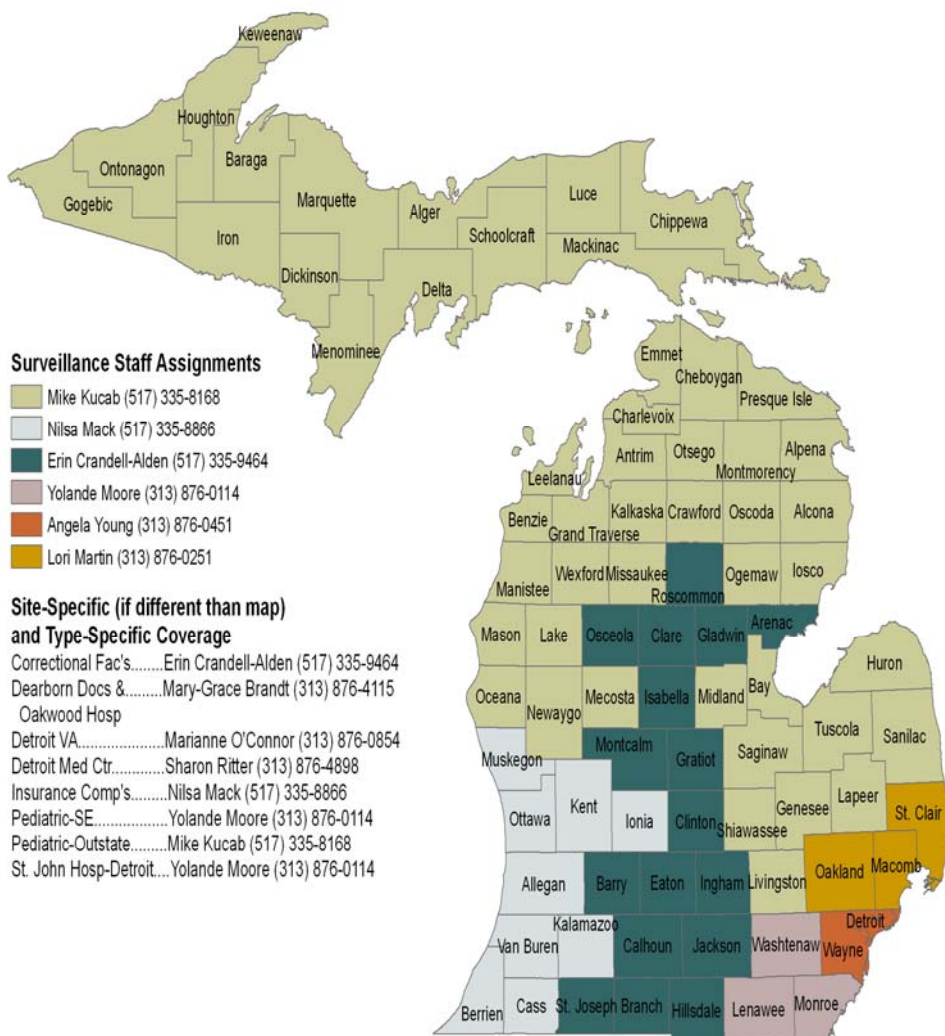 Keweenaw
Houghton
Ontonagon
Baraga
Gogebic
Marquette
Iron
Alger
Luce
Chippewa
Schoolcraft
Mackinac
Dickinson
Delta
Menominee
Surveillance Staff Assignments
Mike Kucab (517) 335-8168
Nilsa Mack (517) 335-8866
Erin Crandell-Alden (517) 335-9464
Yolande Moore (313) 876-0114
Angela Young (313) 876-0451
Lori Martin (313) 876-0251
Site-Specific (if different than map)
and Type-Specific Coverage
Correctional Fac's......Erin Crandell-Alden (517) 335-9464
Dearborn Docs &.........Mary-Grace Brandt (313) 876-4115
Oakwood Hosp
Detroit VA.....................Marianne O'Connor (313) 876-0854
Detroit Med Ctr.............Sharon Ritter (313) 876-4898
Insurance Comp's.........Nilsa Mack (517) 335-8866
Pediatric-SE..................Yolande Moore (313) 876-0114
Pediatric-Outstate.........Mike Kucab (517) 335-8168
St. John Hosp-Detroit....Yolande Moore (313) 876-0114
Emmet
Cheboygan
Presque Isle
Charlevoix
Antrim
Otsego
Montmorency
Alpena
Leelanau
Benzie
Grand Traverse
Kalkaska
Crawford
Oscoda
Alcona
Manistee
Wexford
Missaukee
Roscommon
Ogemaw
Iosco
Mason
Lake
Osceola
Clare
Gladwin
Arenac
Oceana
Newaygo
Mecosta
Isabella
Midland
Bay
Huron
Muskegon
Montcalm
Gratiot
Saginaw
Tuscola
Sanilac
Ottawa
Kent
Ionia
Clinton
Shiawassee
Genesee
Lapeer
St. Clair
Allegan
Barry
Eaton
Ingham
Livingston
Oakland
Macomb
Van Buren
Kalamazoo
Calhoun
Jackson
Washtenaw
Wayne
Detroit
Berrien
Cass
St. Joseph
Branch
Hillsdale
Lenawee
Monroe